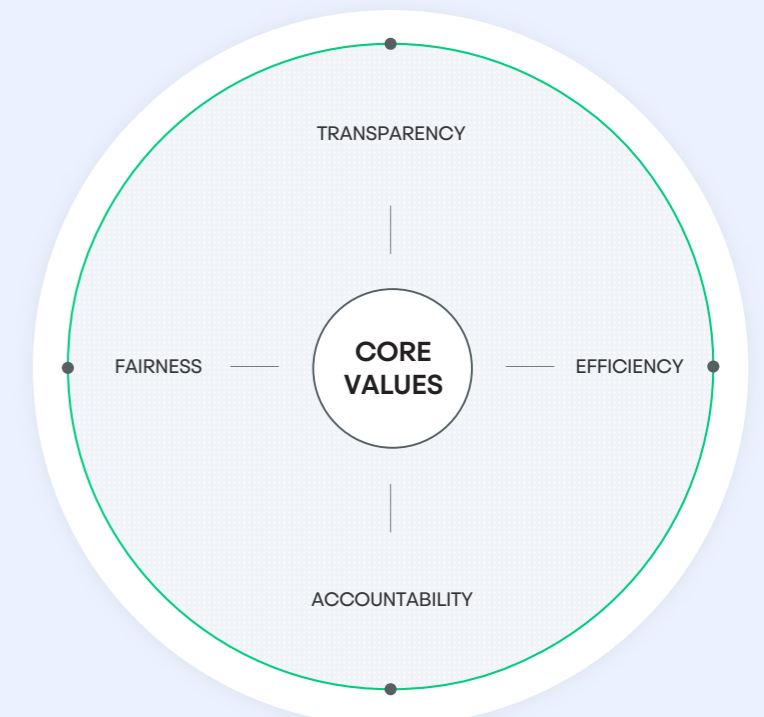 TRANSPARENCY
FAIRNESS
CORE
VALUES
EFFICIENCY
ACCOUNTABILITY